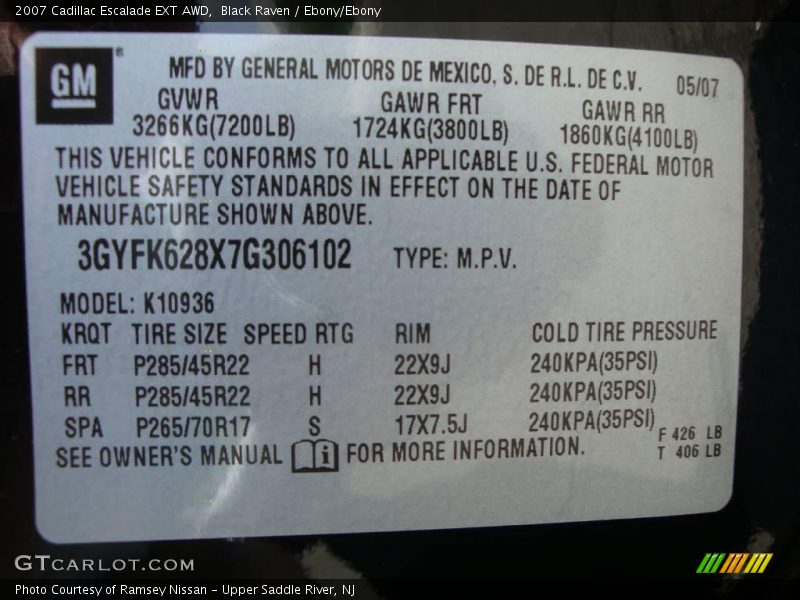 2007 Cadillac Escalade EXT AWD, Black Raven / Ebony/Ebony
GM ®
MFD BY GENERAL MOTORS DE MEXICO, S. DE R.L. DE C.V. 05/07
GVWR GAWR FRT GAWR RR
3266KG(7200LB) 1724KG(3800LB) 1860KG(4100LB)
THIS VEHICLE CONFORMS TO ALL APPLICABLE U.S. FEDERAL MOTOR
VEHICLE SAFETY STANDARDS IN EFFECT ON THE DATE OF
MANUFACTURE SHOWN ABOVE.
3GYFK628X7G306102 TYPE: M.P.V.
MODEL: K10936
KRQT TIRE SIZE SPEED RTG RIM COLD TIRE PRESSURE
FRT P285/45R22 H 22X9J 240KPA(35PSI)
RR P285/45R22 H 22X9J 240KPA(35PSI)
SPA P265/70R17 S 17X7.5J 240KPA(35PSI)
F 426 LB
SEE OWNER'S MANUAL i FOR MORE INFORMATION.
T 406 LB
GTCARLOT.COM
Photo Courtesy of Ramsey Nissan - Upper Saddle River, NJ